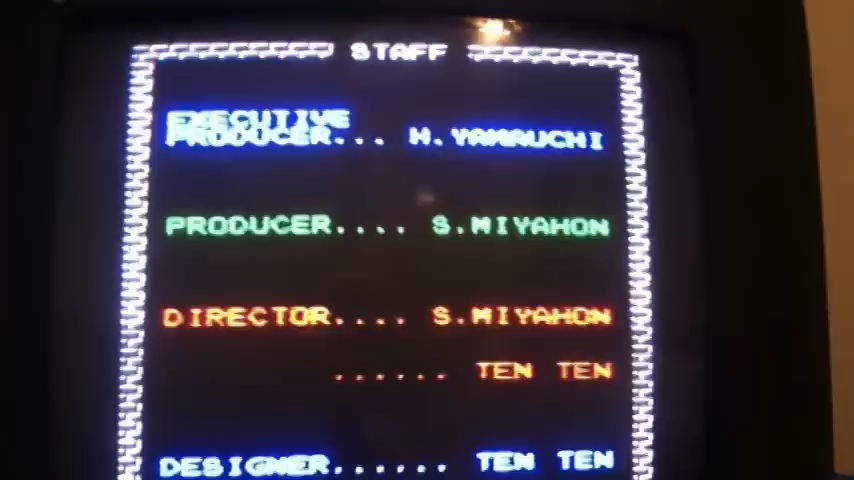 STAFF
EXECUTIVE
PRODUCER... H.YAMAUCHI
PRODUCER.... S.MIYAHON
DIRECTOR.... S.MIYAHON
...... TEN TEN
DESIGNER...... TEN TEN